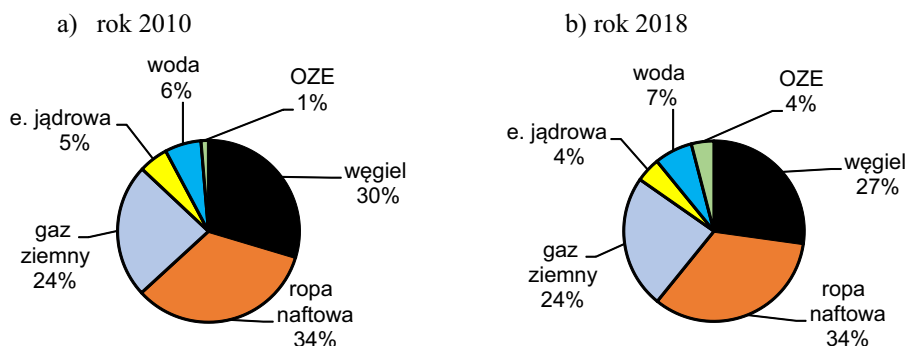 a) rok 2010
woda
6%
OZE
1%
e. jądrowa
5%
węgiel
30%
gaz
ziemny
24%
ropa
naftowa
34%
b) rok 2018
woda
7%
OZE
4%
e. jądrowa
4%
węgiel
27%
gaz
ziemny
24%
ropa
naftowa
34%